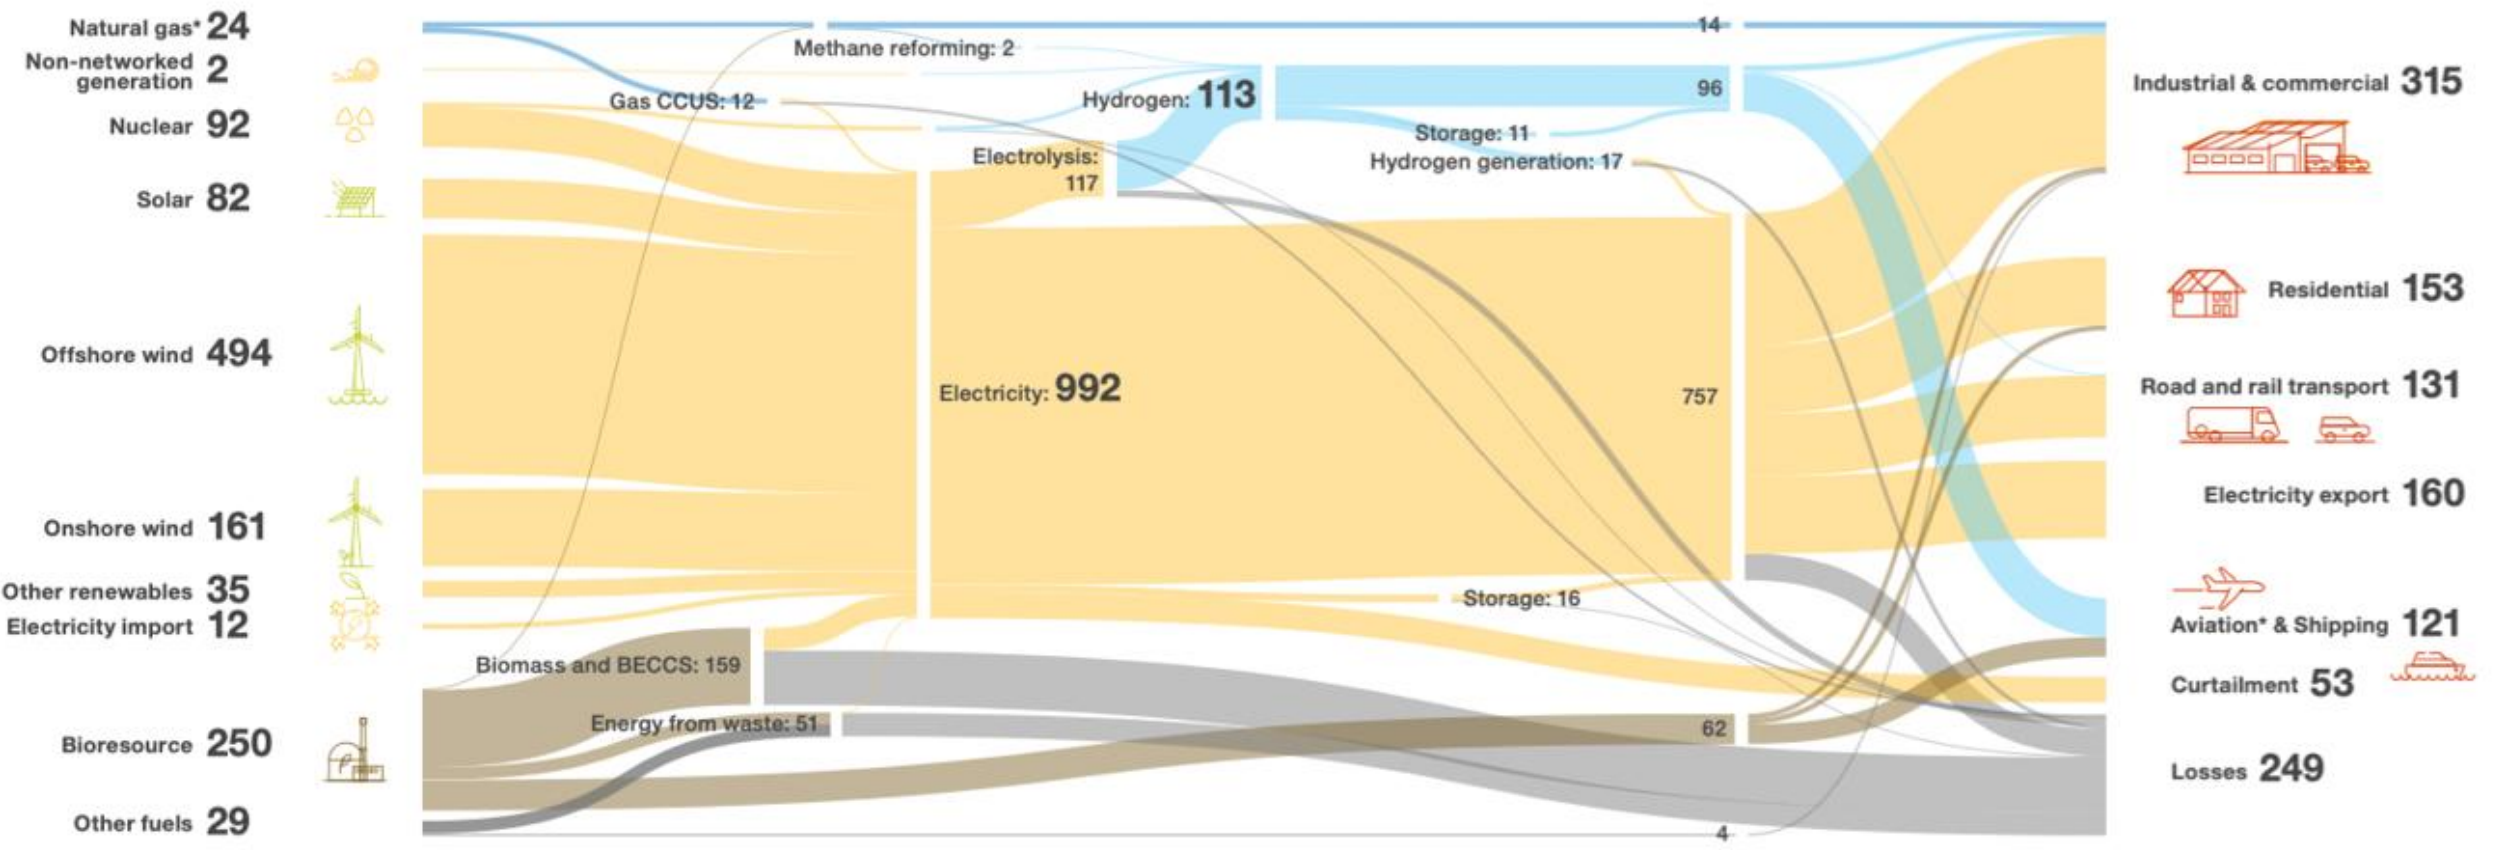 Natural gas* 24
Non-networked
generation 2
Nuclear 92
Solar 82
Offshore wind 494
Onshore wind 161
Other renewables 35
Electricity import 12
Bioresource 250
Other fuels 29
Methane reforming: 2
Gas CCUS: 12
Hydrogen: 113
Electrolysis:
117
Electricity: 992
Biomass and BECCS: 159
Energy from waste: 51
14
96
Storage: 11
Hydrogen generation: 17
757
Storage: 16
62
4
Industrial & commercial 315
Residential 153
Road and rail transport 131
Electricity export 160
Aviation* & Shipping 121
Curtailment 53
Losses 249